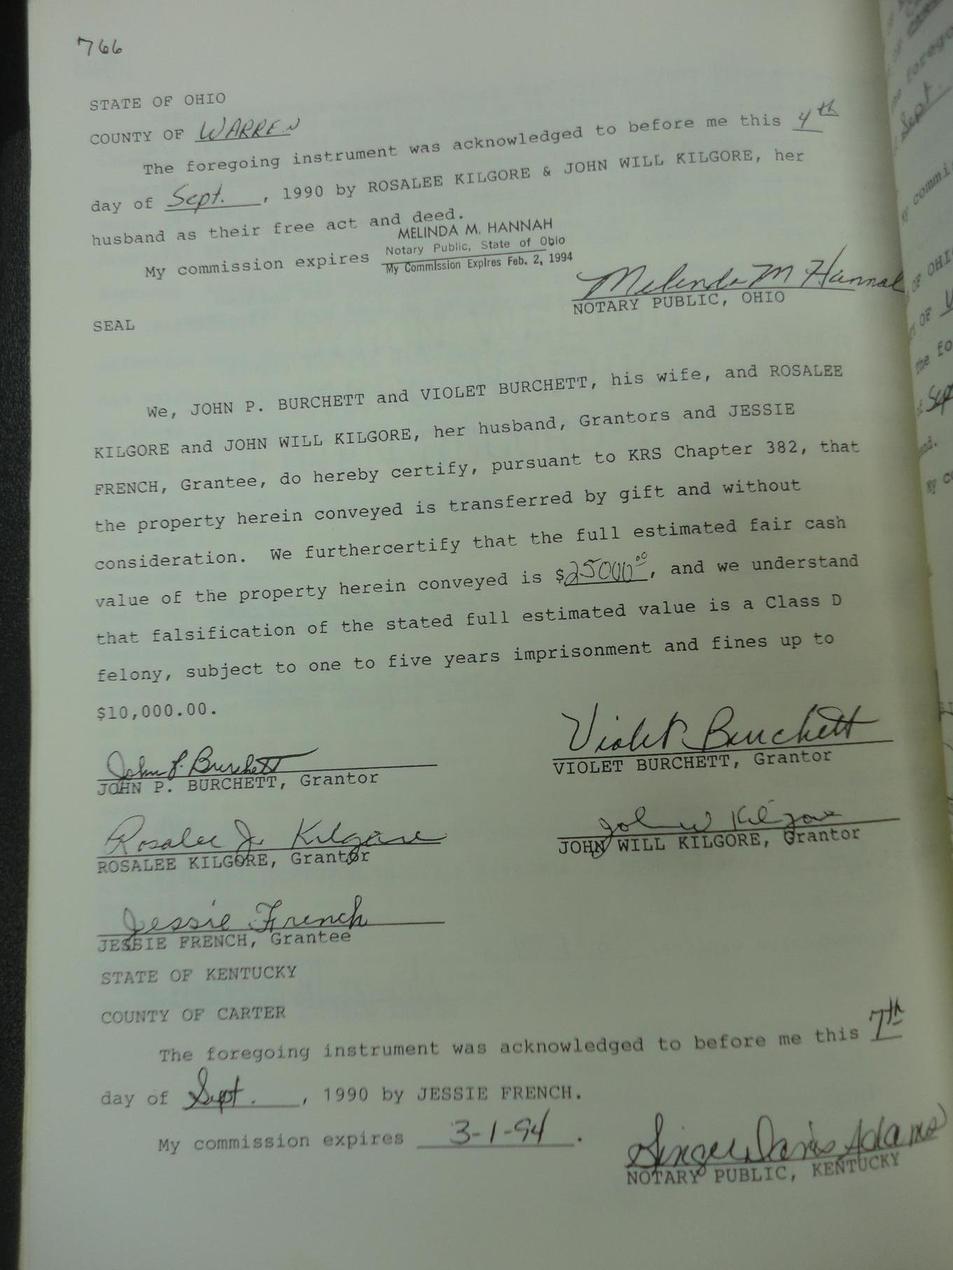 766
STATE OF OHIO
COUNTY OF WARREN
The foregoing instrument was acknowledged to before me this 4th
day of Sept., 1990 by ROSALEE KILGORE & JOHN WILL KILGORE, her
husband as their free act and deed.
MELINDA M. HANNAH
Notary Public, State of Ohio
My commission expires My Commission Expires Feb. 2, 1994
Melinda M Hannah
NOTARY PUBLIC, OHIO
SEAL
We, JOHN P. BURCHETT and VIOLET BURCHETT, his wife, and ROSALEE
KILGORE and JOHN WILL KILGORE, her husband, Grantors and JESSIE
FRENCH, Grantee, do hereby certify, pursuant to KRS Chapter 382, that
the property herein conveyed is transferred by gift and without
consideration. We furthercertify that the full estimated fair cash
value of the property herein conveyed is $25000.00, and we understand
that falsification of the stated full estimated value is a Class D
felony, subject to one to five years imprisonment and fines up to
$10,000.00.
John P. Burchett Violet Burchett
JOHN P. BURCHETT, Grantor VIOLET BURCHETT, Grantor
Rosalee J. Kilgore John W Kilgore
ROSALEE KILGORE, Grantor JOHN WILL KILGORE, Grantor
Jessie French
JESSIE FRENCH, Grantee
STATE OF KENTUCKY
COUNTY OF CARTER
The foregoing instrument was acknowledged to before me this 7th
day of Sept., 1990 by JESSIE FRENCH.
My commission expires 3-1-94.
Davis Adams
NOTARY PUBLIC, KENTUCKY